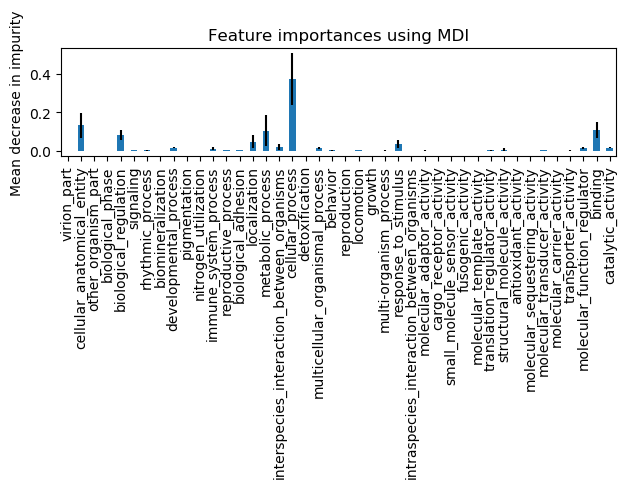 Feature importances using MDI
Mean decrease in impurity
0.4
0.2
0.0
virion_part
cellular_anatomical_entity
other_organism_part
biological_phase
biological_regulation
signaling
rhythmic_process
biomineralization
developmental_process
pigmentation
nitrogen_utilization
immune_system_process
reproductive_process
biological_adhesion
localization
metabolic_process
interspecies_interaction_between_organisms
cellular_process
detoxification
multicellular_organismal_process
behavior
reproduction
locomotion
growth
multi-organism_process
response_to_stimulus
intraspecies_interaction_between_organisms
molecular_adaptor_activity
cargo_receptor_activity
small_molecule_sensor_activity
fusogenic_activity
molecular_template_activity
translation_regulator_activity
structural_molecule_activity
antioxidant_activity
molecular_sequestering_activity
molecular_transducer_activity
molecular_carrier_activity
transporter_activity
molecular_function_regulator
binding
catalytic_activity